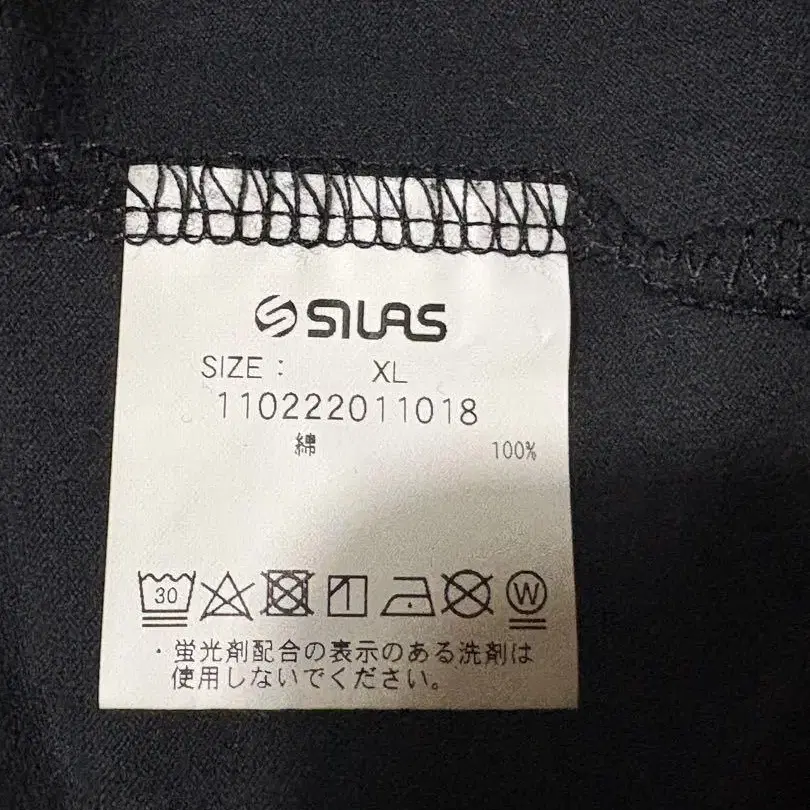 SILAS
SIZE : XL
110222011018
綿 100%
30 W
・蛍光剤配合の表示のある洗剤は
使用しないでください。